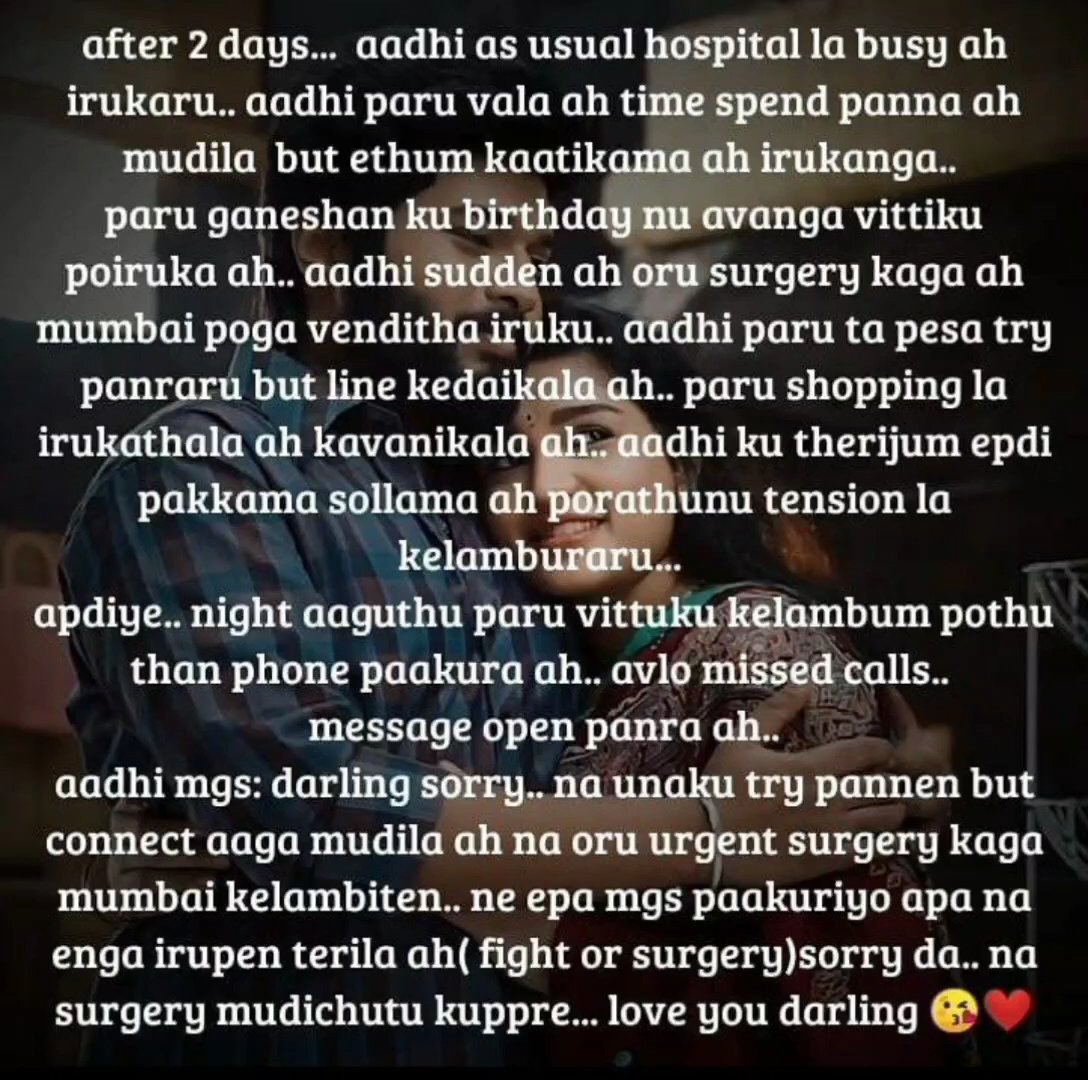 after 2 days... aadhi as usual hospital la busy ah
irukaru.. aadhi paru vala ah time spend panna ah
mudila but ethum kaatikama ah irukanga..
paru ganeshan ku birthday nu avanga vittiku
poiruka ah.. aadhi sudden ah oru surgery kaga ah
mumbai poga venditha iruku.. aadhi paru ta pesa try
panraru but line kedaikala ah.. paru shopping la
irukathala ah kavanikala ah.. aadhi ku therijum epdi
pakkama sollama ah porathunu tension la
kelamburaru...
apdiye.. night aaguthu paru vittuku kelambum pothu
than phone paakura ah.. avlo missed calls..
message open panra ah..
aadhi mgs: darling sorry.. na unaku try pannen but
connect aaga mudila ah na oru urgent surgery kaga
mumbai kelambiten.. ne epa mgs paakuriyo apa na
enga irupen terila ah( fight or surgery)sorry da.. na
surgery mudichutu kuppre... love you darling 😘❤️